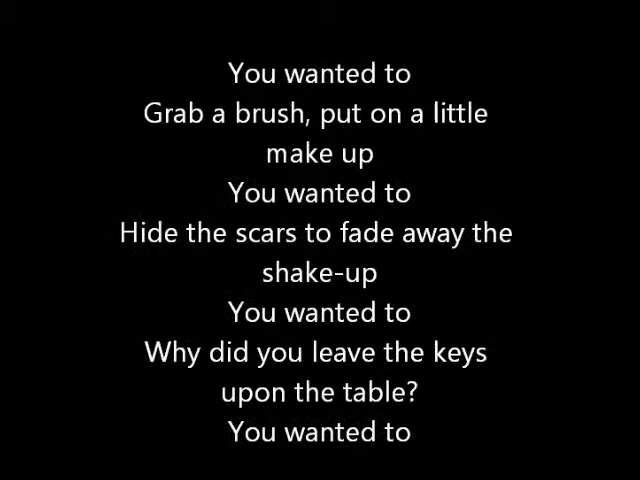 You wanted to
Grab a brush, put on a little
make up
You wanted to
Hide the scars to fade away the
shake-up
You wanted to
Why did you leave the keys
upon the table?
You wanted to